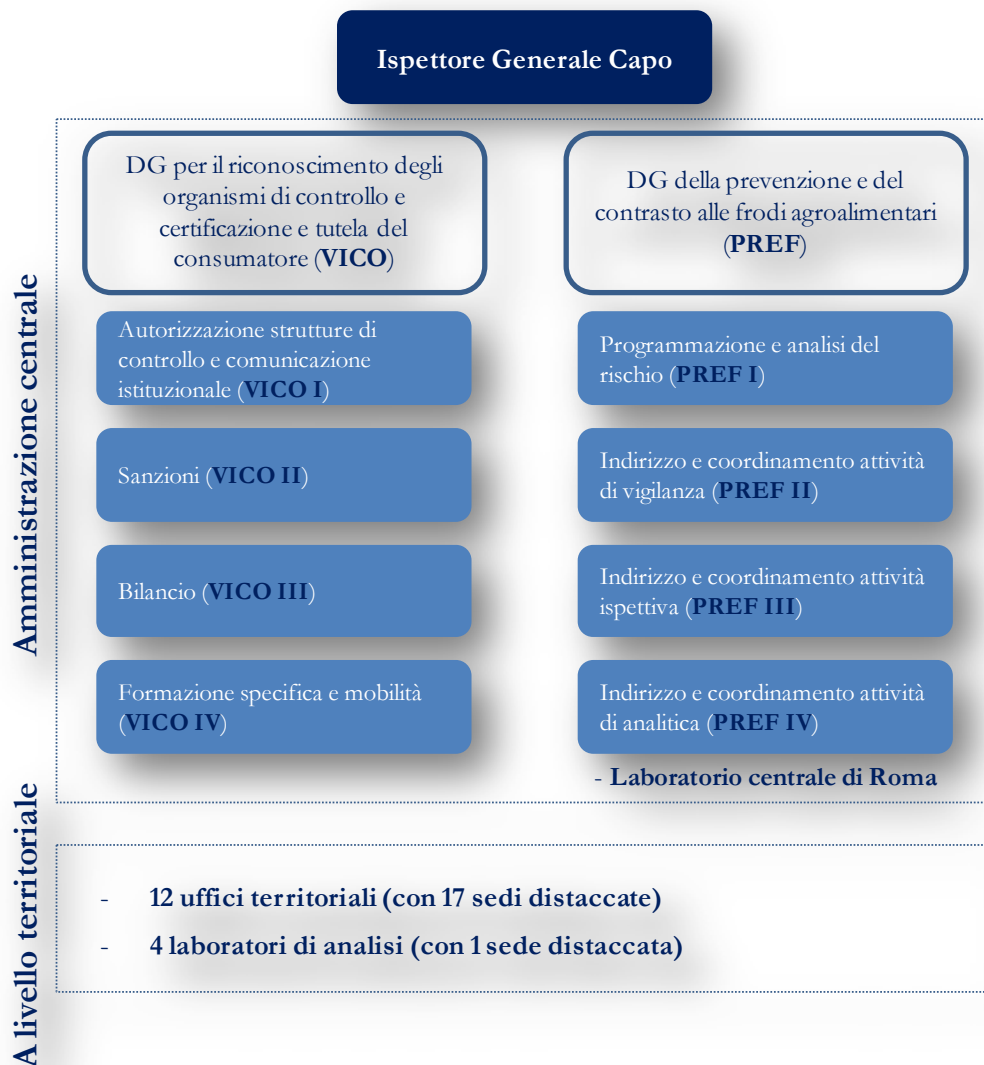 Ispettore Generale Capo
Amministrazione centrale
DG per il riconoscimento degli
organismi di controllo e
certificazione e tutela del
consumatore (VICO)
Autorizzazione strutture di
controllo e comunicazione
istituzionale (VICO I)
Sanzioni (VICO II)
Bilancio (VICO III)
Formazione specifica e mobilità
(VICO IV)
DG della prevenzione e del
contrasto alle frodi agroalimentari
(PREF)
Programmazione e analisi del
rischio (PREF I)
Indirizzo e coordinamento attività
di vigilanza (PREF II)
Indirizzo e coordinamento attività
ispettiva (PREF III)
Indirizzo e coordinamento attività
di analitica (PREF IV)
- Laboratorio centrale di Roma
A livello territoriale
- 12 uffici territoriali (con 17 sedi distaccate)
- 4 laboratori di analisi (con 1 sede distaccata)